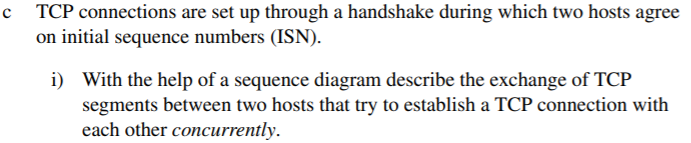 c TCP connections are set up through a handshake during which two hosts agree
on initial sequence numbers (ISN).
i) With the help of a sequence diagram describe the exchange of TCP
segments between two hosts that try to establish a TCP connection with
each other concurrently.